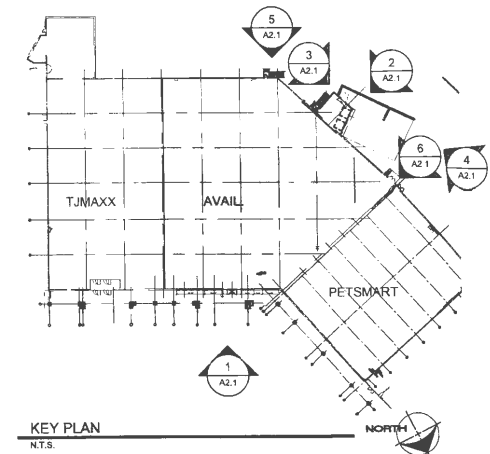 5
A2.1
3
A2.1
2
A2.1
6
A2.1
4
A2.1
TJMAXX
AVAIL.
PETSMART
1
A2.1
KEY PLAN
N.T.S.
NORTH